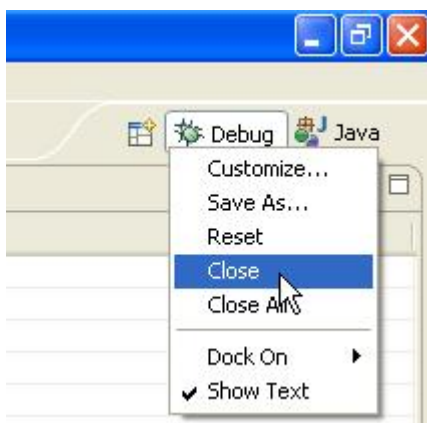 Debug Java
Customize...
Save As...
Reset
Close
Close All
Dock On
Show Text